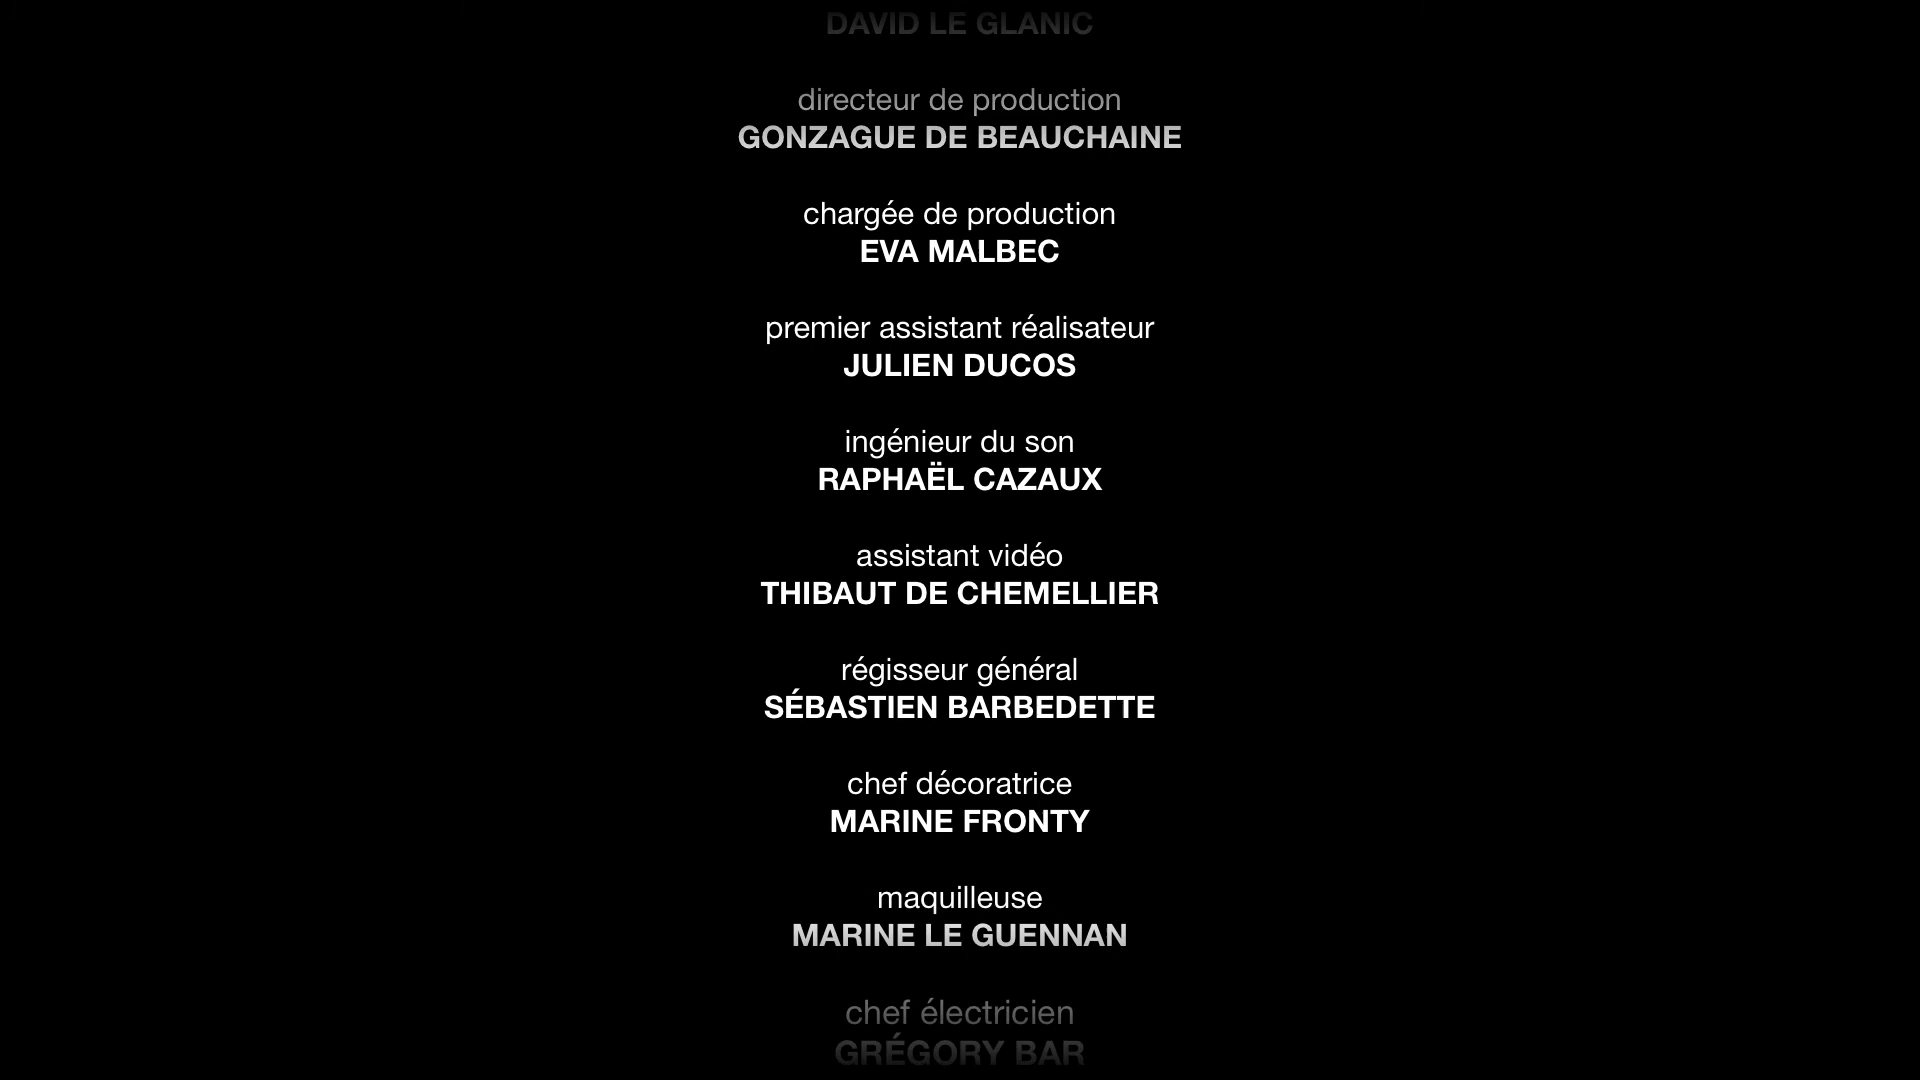 DAVID LE GLANIC
directeur de production
GONZAGUE DE BEAUCHAINE
chargée de production
EVA MALBEC
premier assistant réalisateur
JULIEN DUCOS
ingénieur du son
RAPHAËL CAZAUX
assistant vidéo
THIBAUT DE CHEMELLIER
régisseur général
SÉBASTIEN BARBEDETTE
chef décoratrice
MARINE FRONTY
maquilleuse
MARINE LE GUENNAN
chef électricien
GRÉGORY BAR